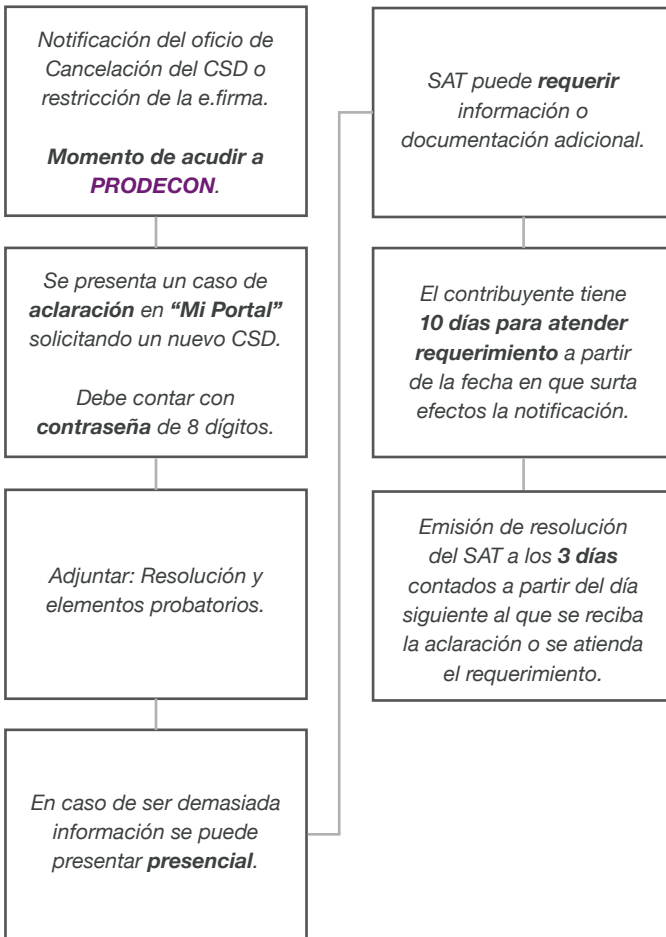 Notificación del oficio de
Cancelación del CSD o
restricción de la e.firma.
Momento de acudir a
PRODECON.
Se presenta un caso de
aclaración en “Mi Portal”
solicitando un nuevo CSD.
Debe contar con
contraseña de 8 dígitos.
Adjuntar: Resolución y
elementos probatorios.
En caso de ser demasiada
información se puede
presentar presencial.
SAT puede requerir
información o
documentación adicional.
El contribuyente tiene
10 días para atender
requerimiento a partir
de la fecha en que surta
efectos la notificación.
Emisión de resolución
del SAT a los 3 días
contados a partir del día
siguiente al que se reciba
la aclaración o se atienda
el requerimiento.